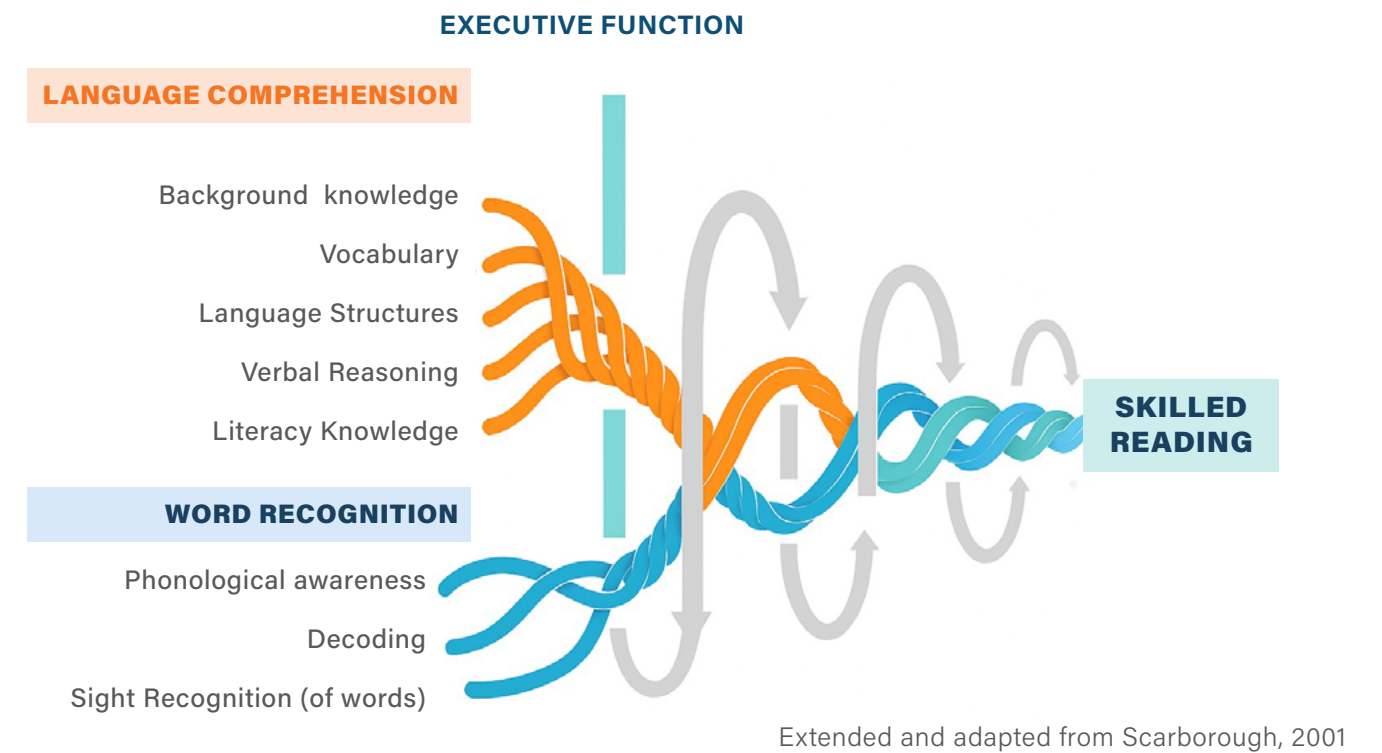 EXECUTIVE FUNCTION
LANGUAGE COMPREHENSION
Background knowledge
Vocabulary
Language Structures
Verbal Reasoning
Literacy Knowledge
WORD RECOGNITION
Phonological awareness
Decoding
Sight Recognition (of words)
SKILLED
READING
Extended and adapted from Scarborough, 2001